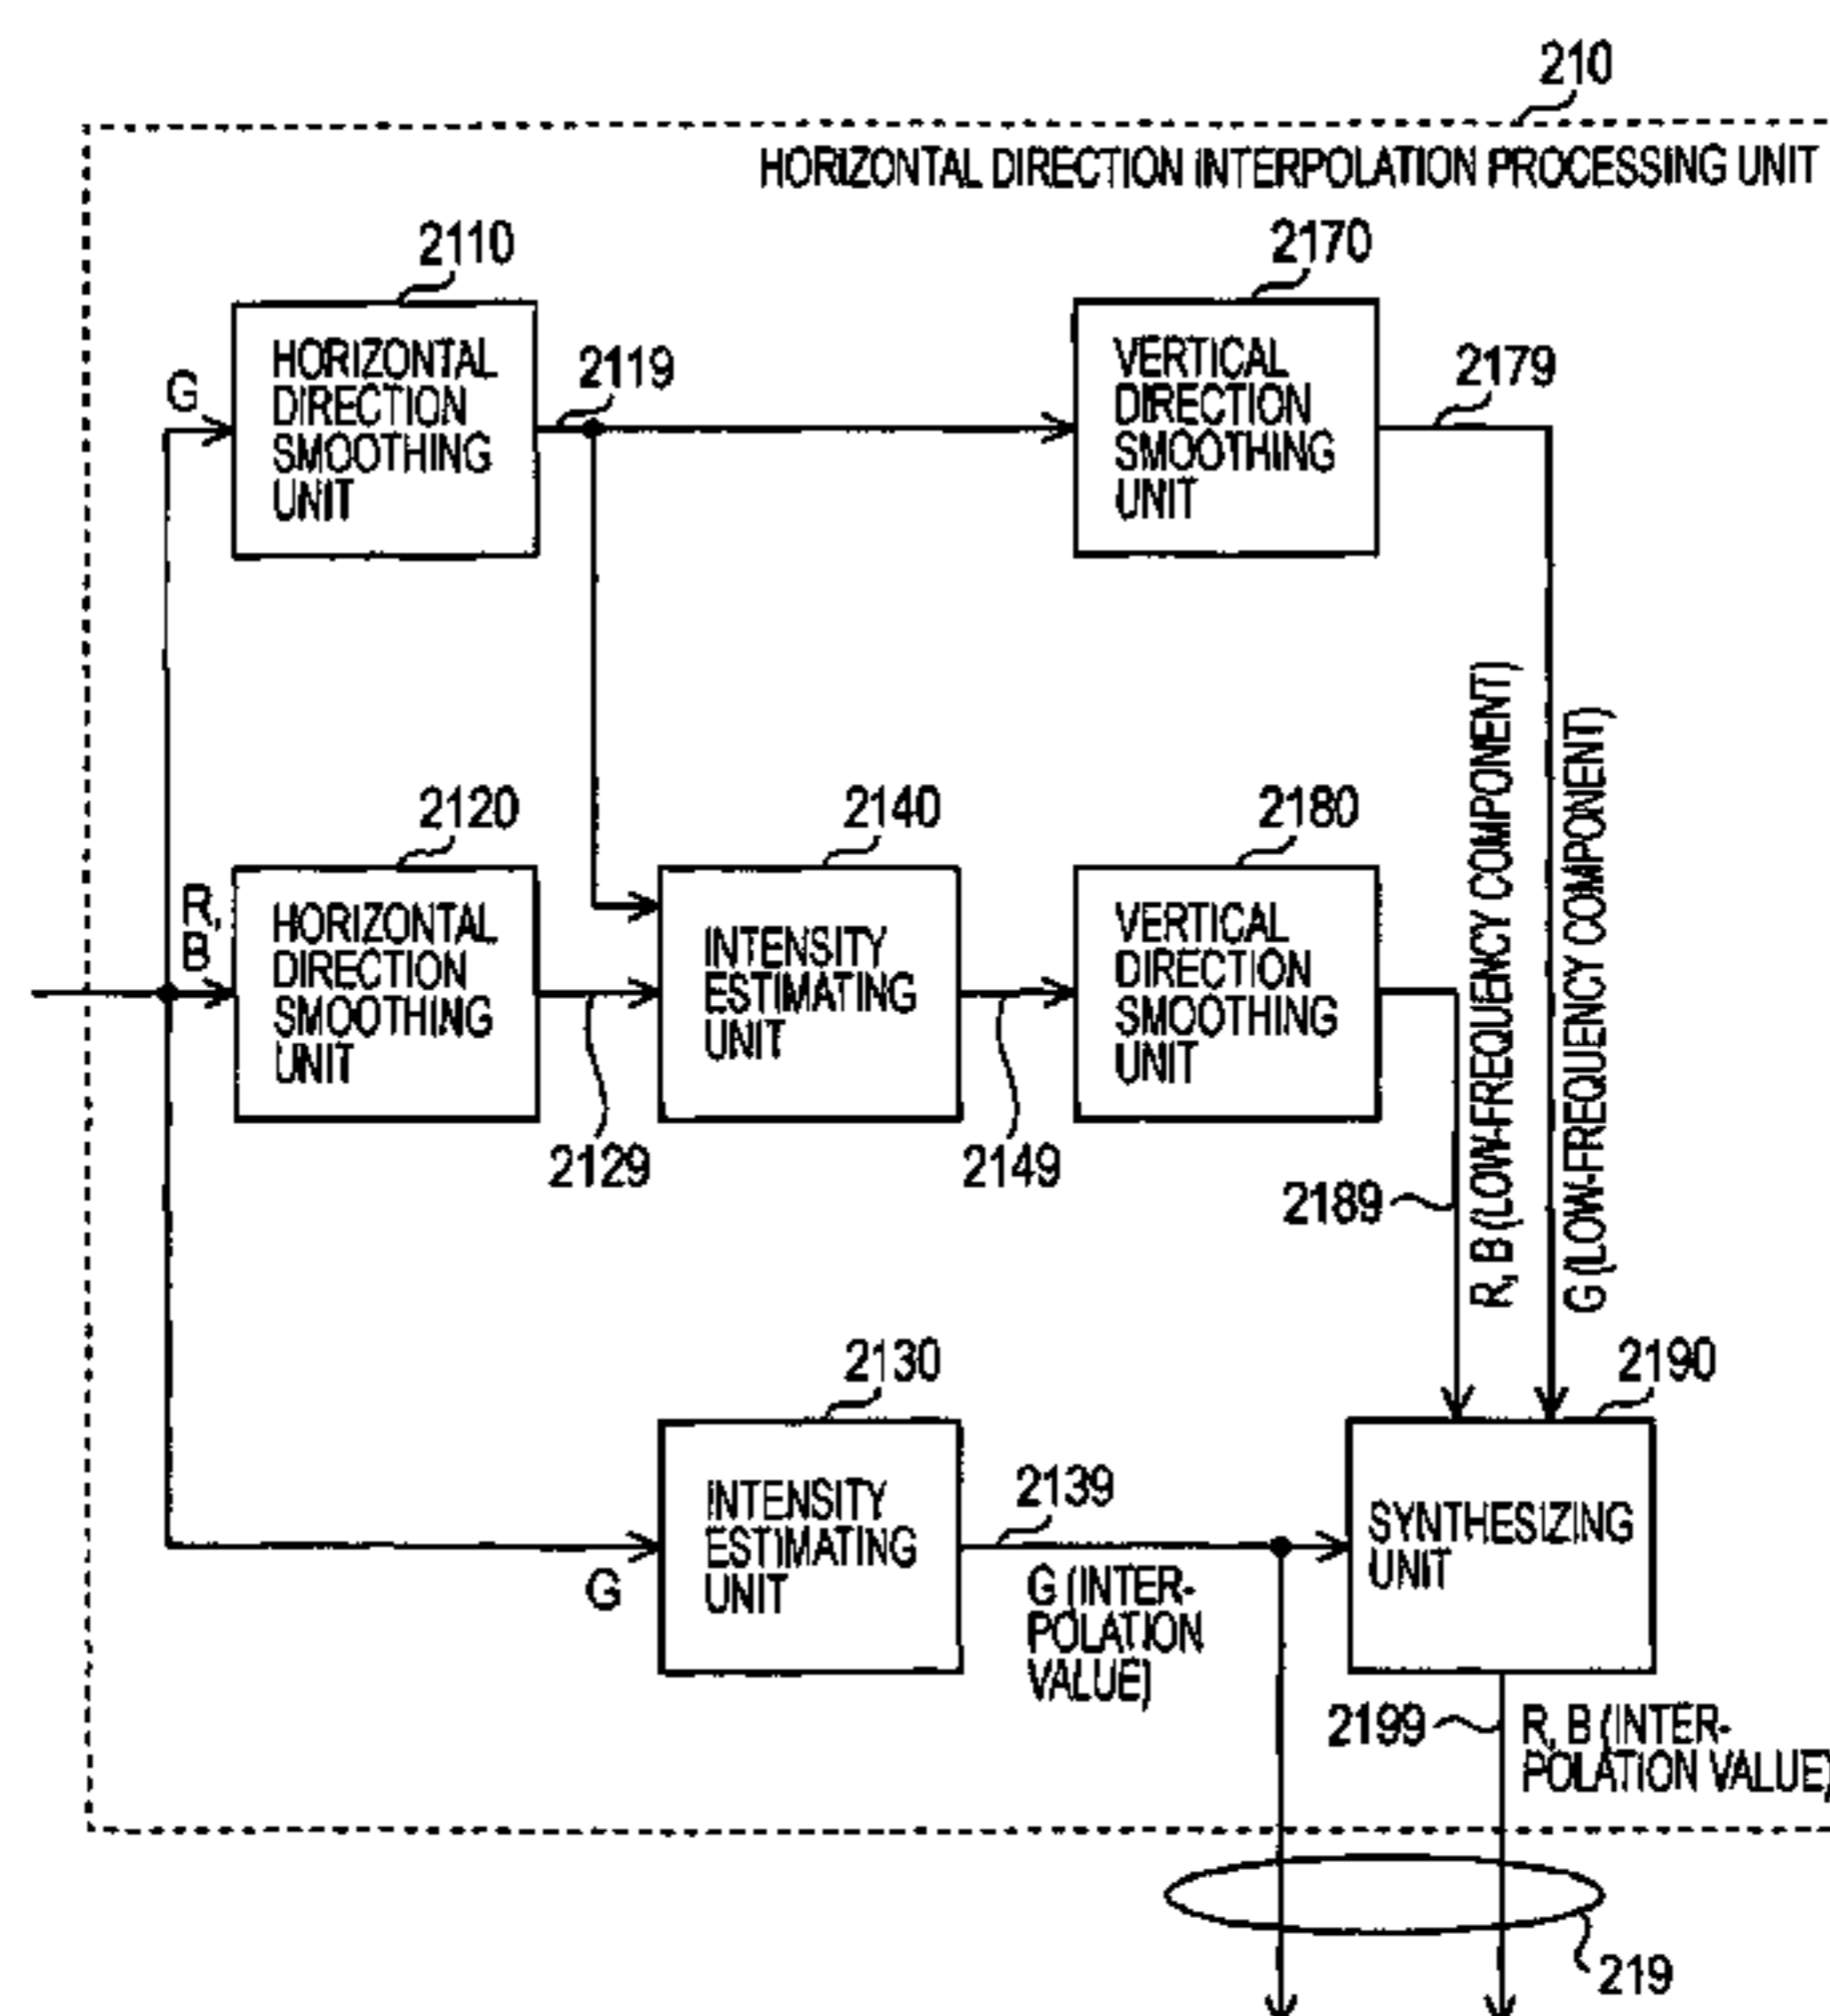 210
HORIZONTAL DIRECTION INTERPOLATION PROCESSING UNIT
2110
2170
HORIZONTAL
DIRECTION
SMOOTHING
UNIT
G
2119
VERTICAL
DIRECTION
SMOOTHING
UNIT
2179
2120
2140
2180
R,
B
HORIZONTAL
DIRECTION
SMOOTHING
UNIT
INTENSITY
ESTIMATING
UNIT
VERTICAL
DIRECTION
SMOOTHING
UNIT
2129
2149
2189
R, B (LOW-FREQUENCY COMPONENT)
G (LOW-FREQUENCY COMPONENT)
2130
2190
INTENSITY
ESTIMATING
UNIT
G
2139
G (INTER-
POLATION
VALUE)
SYNTHESIZING
UNIT
2199
R, B (INTER-
POLATION VALUE)
219